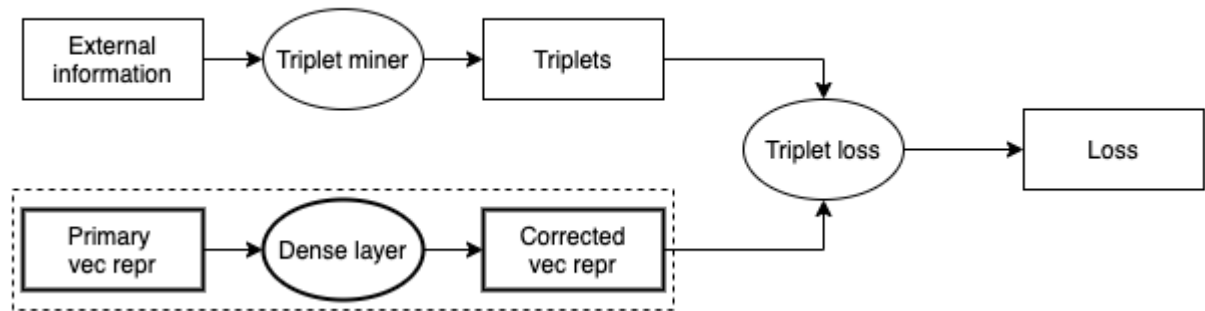 External
information
Triplet miner
Triplets
Triplet loss
Loss
Primary
vec repr
Dense layer
Corrected
vec repr